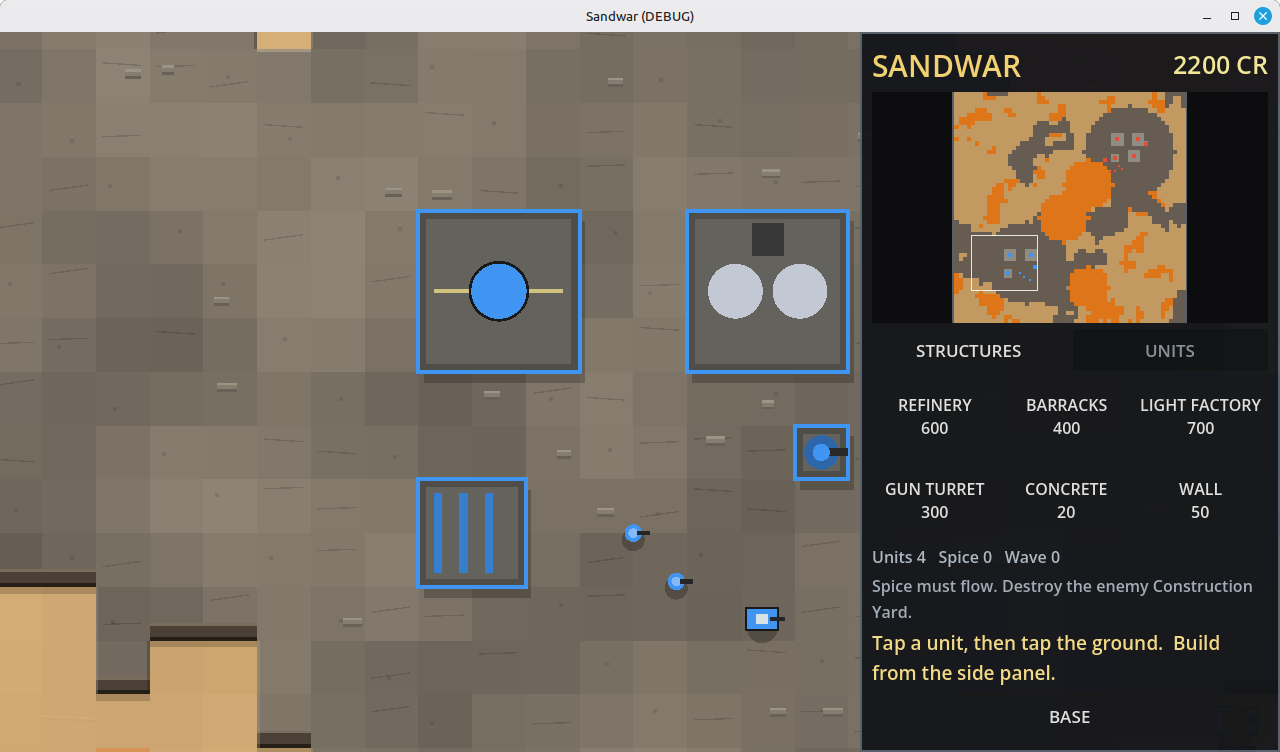 Sandwar (DEBUG)
SANDWAR
2200 CR
STRUCTURES
UNITS
REFINERY
600
BARRACKS
400
LIGHT FACTORY
700
GUN TURRET
300
CONCRETE
20
WALL
50
Units 4   Spice 0   Wave 0
Spice must flow. Destroy the enemy Construction
Yard.
Tap a unit, then tap the ground.  Build
from the side panel.
BASE